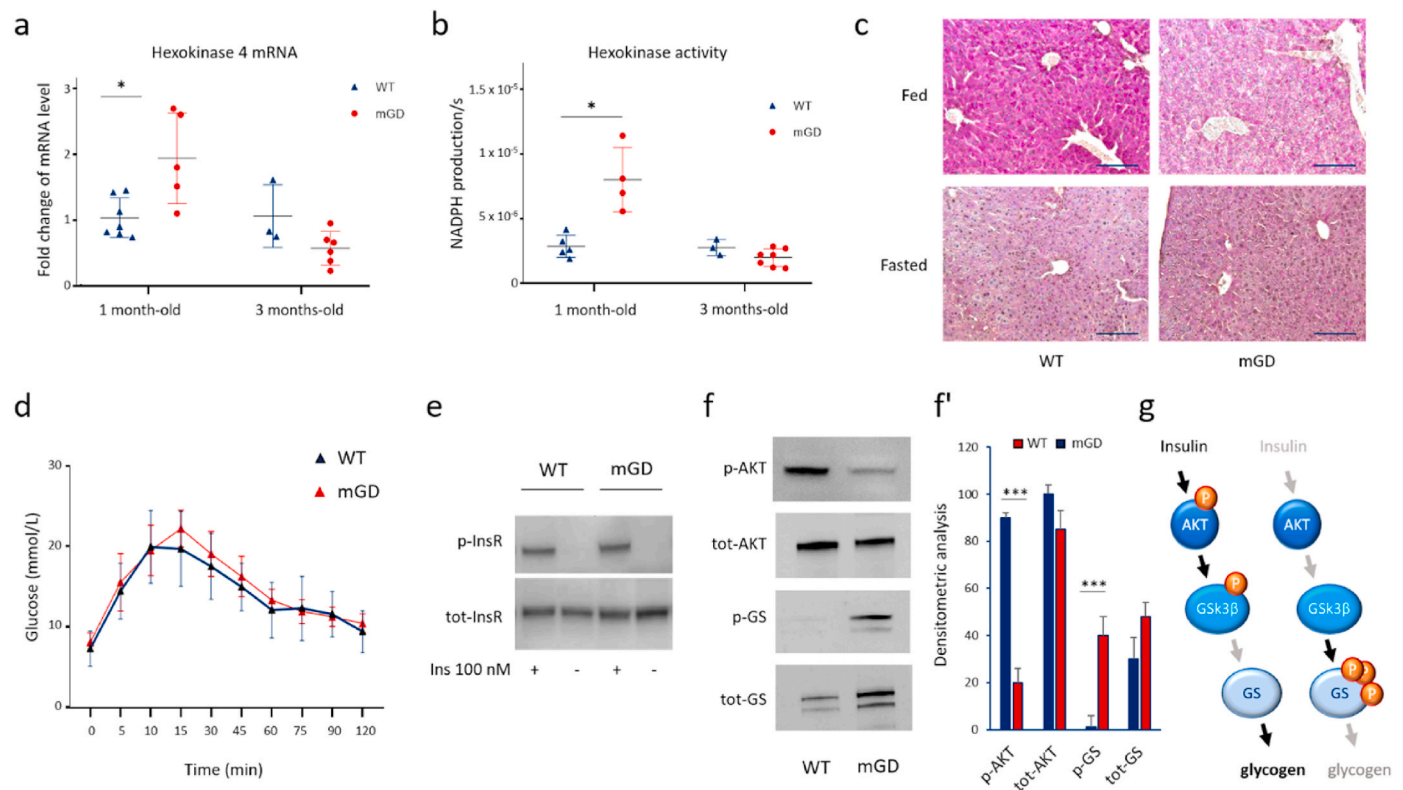 a
Hexokinase 4 mRNA
Fold change of mRNA level
3
2
1
0
*
WT
mGD
1 month-old
3 months-old
b
Hexokinase activity
NADPH production/s
1.5 x 10⁻⁵
1 x 10⁻⁵
5 x 10⁻⁶
0
*
WT
mGD
1 month-old
3 months-old
c
Fed
Fasted
WT
mGD
d
Glucose (mmol/L)
30
20
10
0
WT
mGD
0 5 10 15 30 45 60 75 90 120
Time (min)
e
WT mGD
p-InsR
tot-InsR
Ins 100 nM + - + -
f
p-AKT
tot-AKT
p-GS
tot-GS
WT mGD
f'
Densitometric analysis
120
100
80
60
40
20
0
WT mGD
***
***
p-AKT
tot-AKT
p-GS
tot-GS
g
Insulin
P
AKT
P
GSk3β
GS
glycogen
Insulin
AKT
GSk3β
P
P
P
GS
glycogen